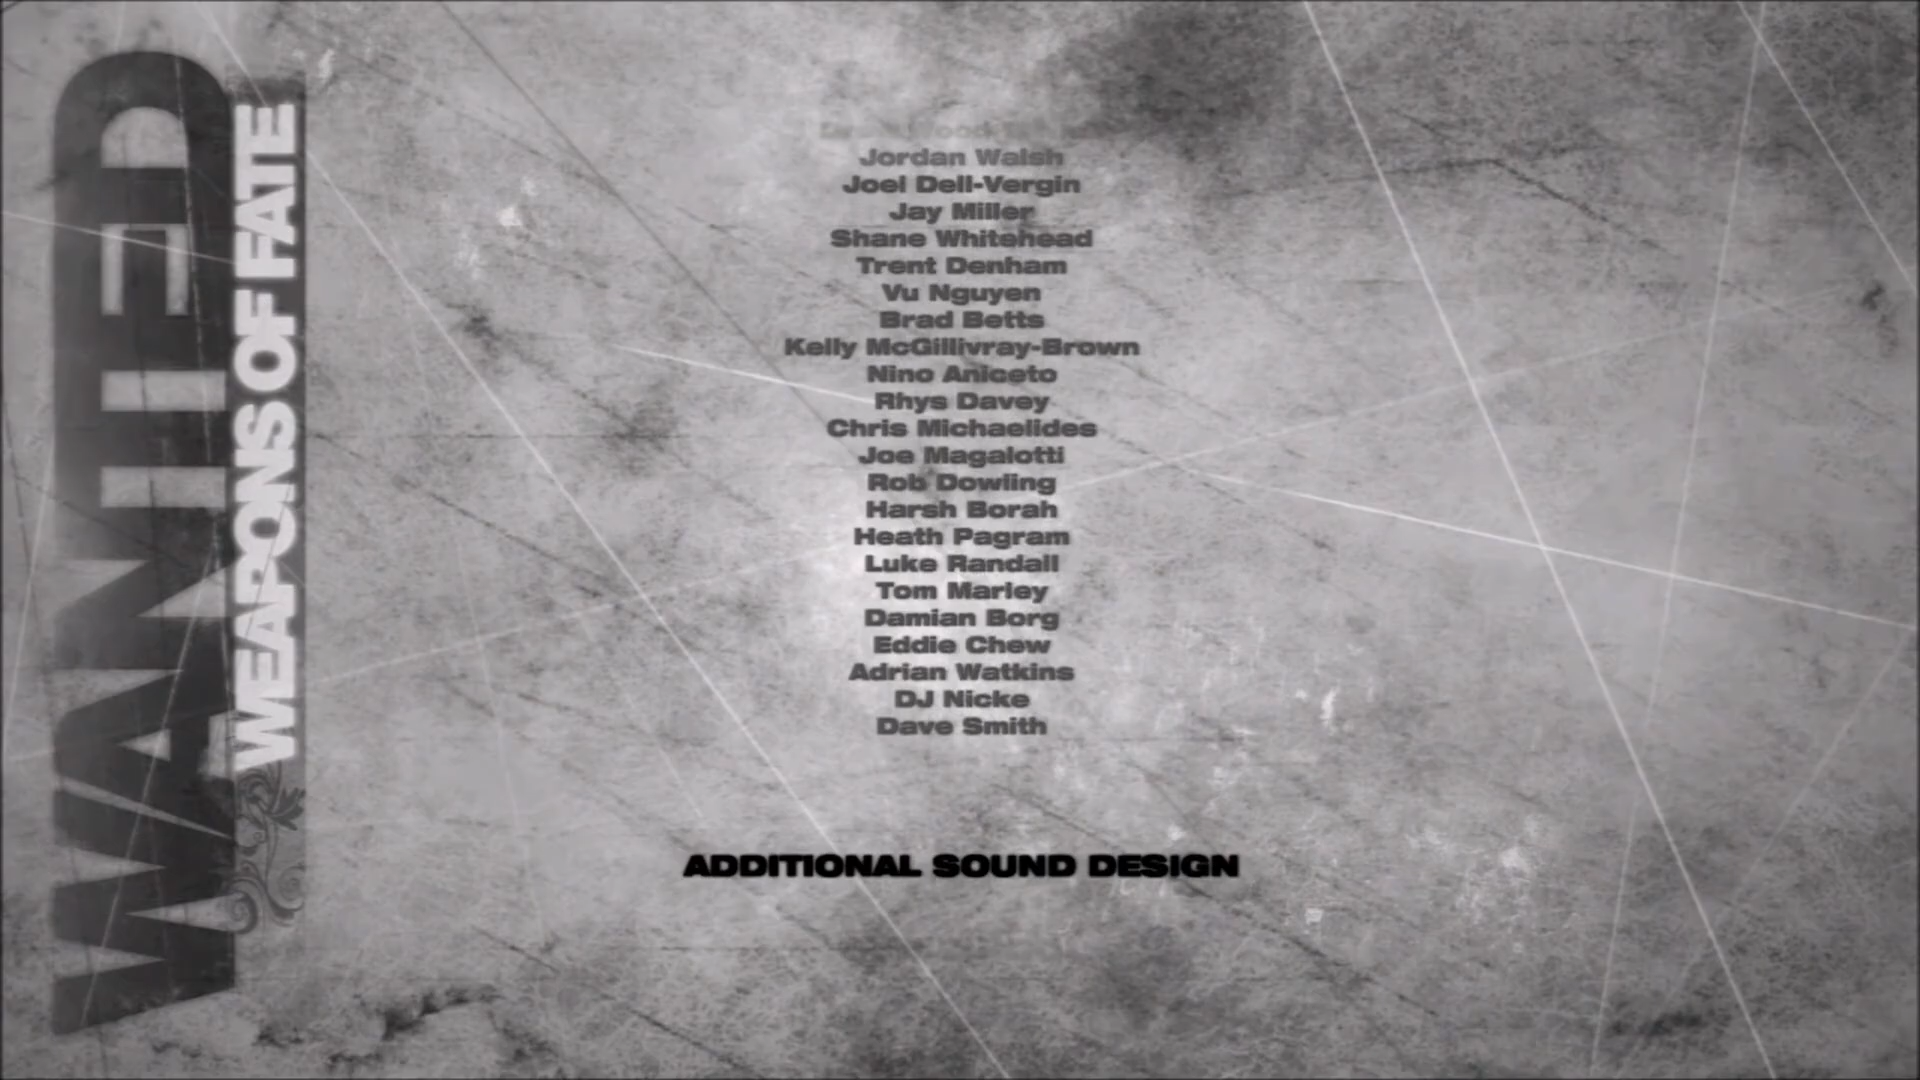 WANTED
WEAPONS OF FATE
Jordan Walsh
Joel Dell-Vergin
Jay Miller
Shane Whitehead
Trent Denham
Vu Nguyen
Brad Betts
Kelly McGillivray-Brown
Nino Aniceto
Rhys Davey
Chris Michaelides
Joe Magalotti
Rob Dowling
Harsh Borah
Heath Pagram
Luke Randall
Tom Marley
Damian Borg
Eddie Chew
Adrian Watkins
DJ Nicke
Dave Smith
ADDITIONAL SOUND DESIGN